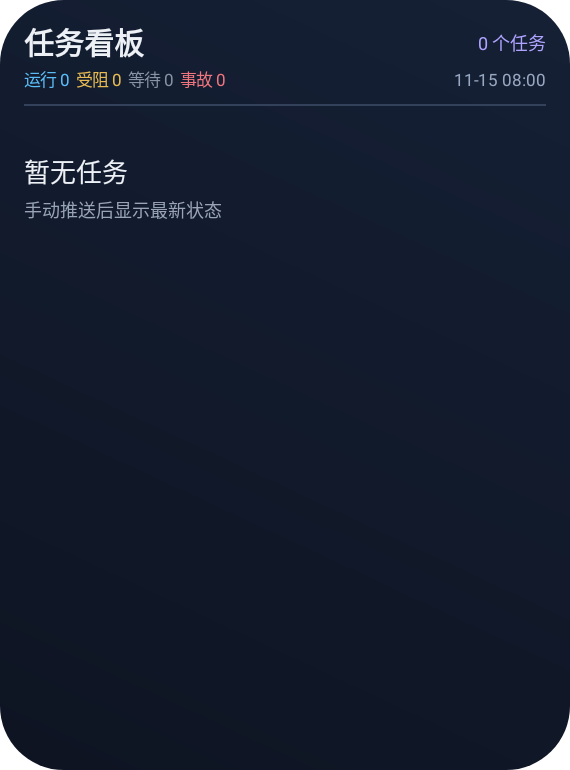 任务看板
0 个任务
运行 0 受阻 0 等待 0 事故 0
11-15 08:00
暂无任务
手动推送后显示最新状态